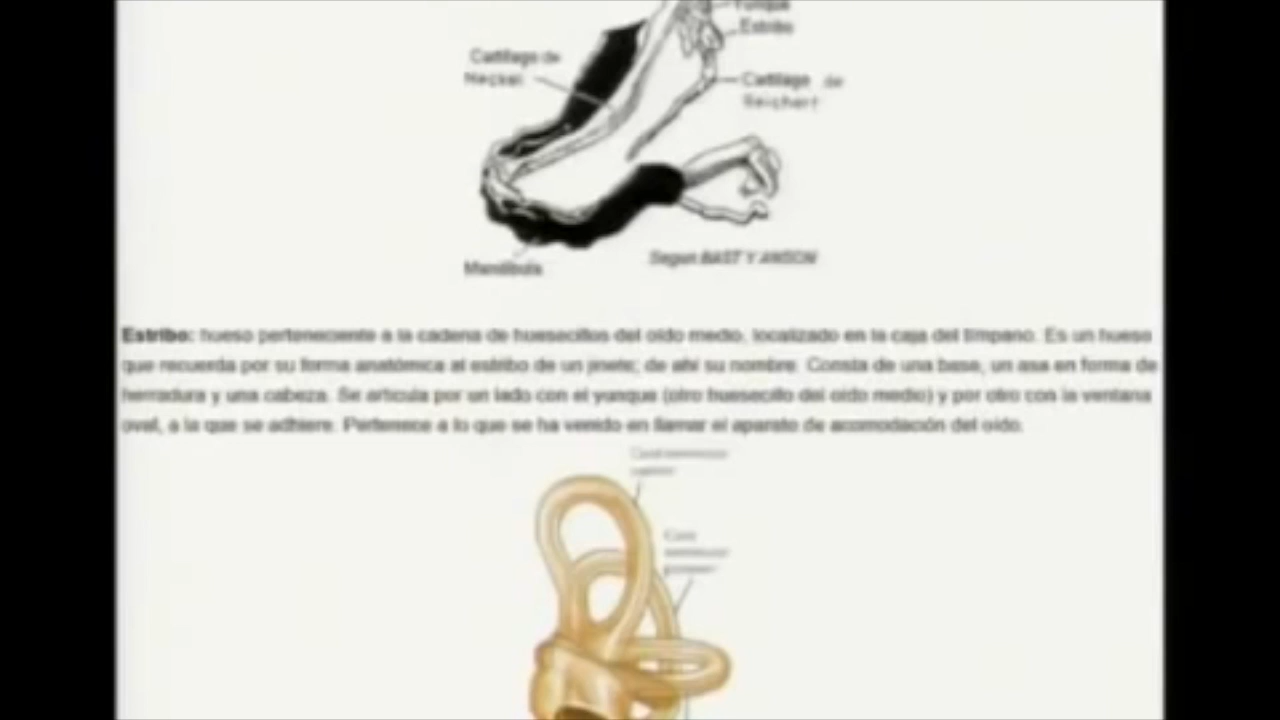 Yunque
Estribo
Cartílago de
Meckel
Cartílago de
Reichert
Mandíbula
Segun BAST Y ANSON
Estribo: hueso perteneciente a la cadena de huesecillos del oído medio, localizado en la caja del tímpano. Es un hueso
que recuerda por su forma anatómica al estribo de un jinete; de ahí su nombre. Consta de una base, un asa en forma de
herradura y una cabeza. Se articula por un lado con el yunque (otro huesecillo del oído medio) y por otro con la ventana
oval, a la que se adhiere. Pertenece a lo que se ha venido en llamar el aparato de acomodación del oído.